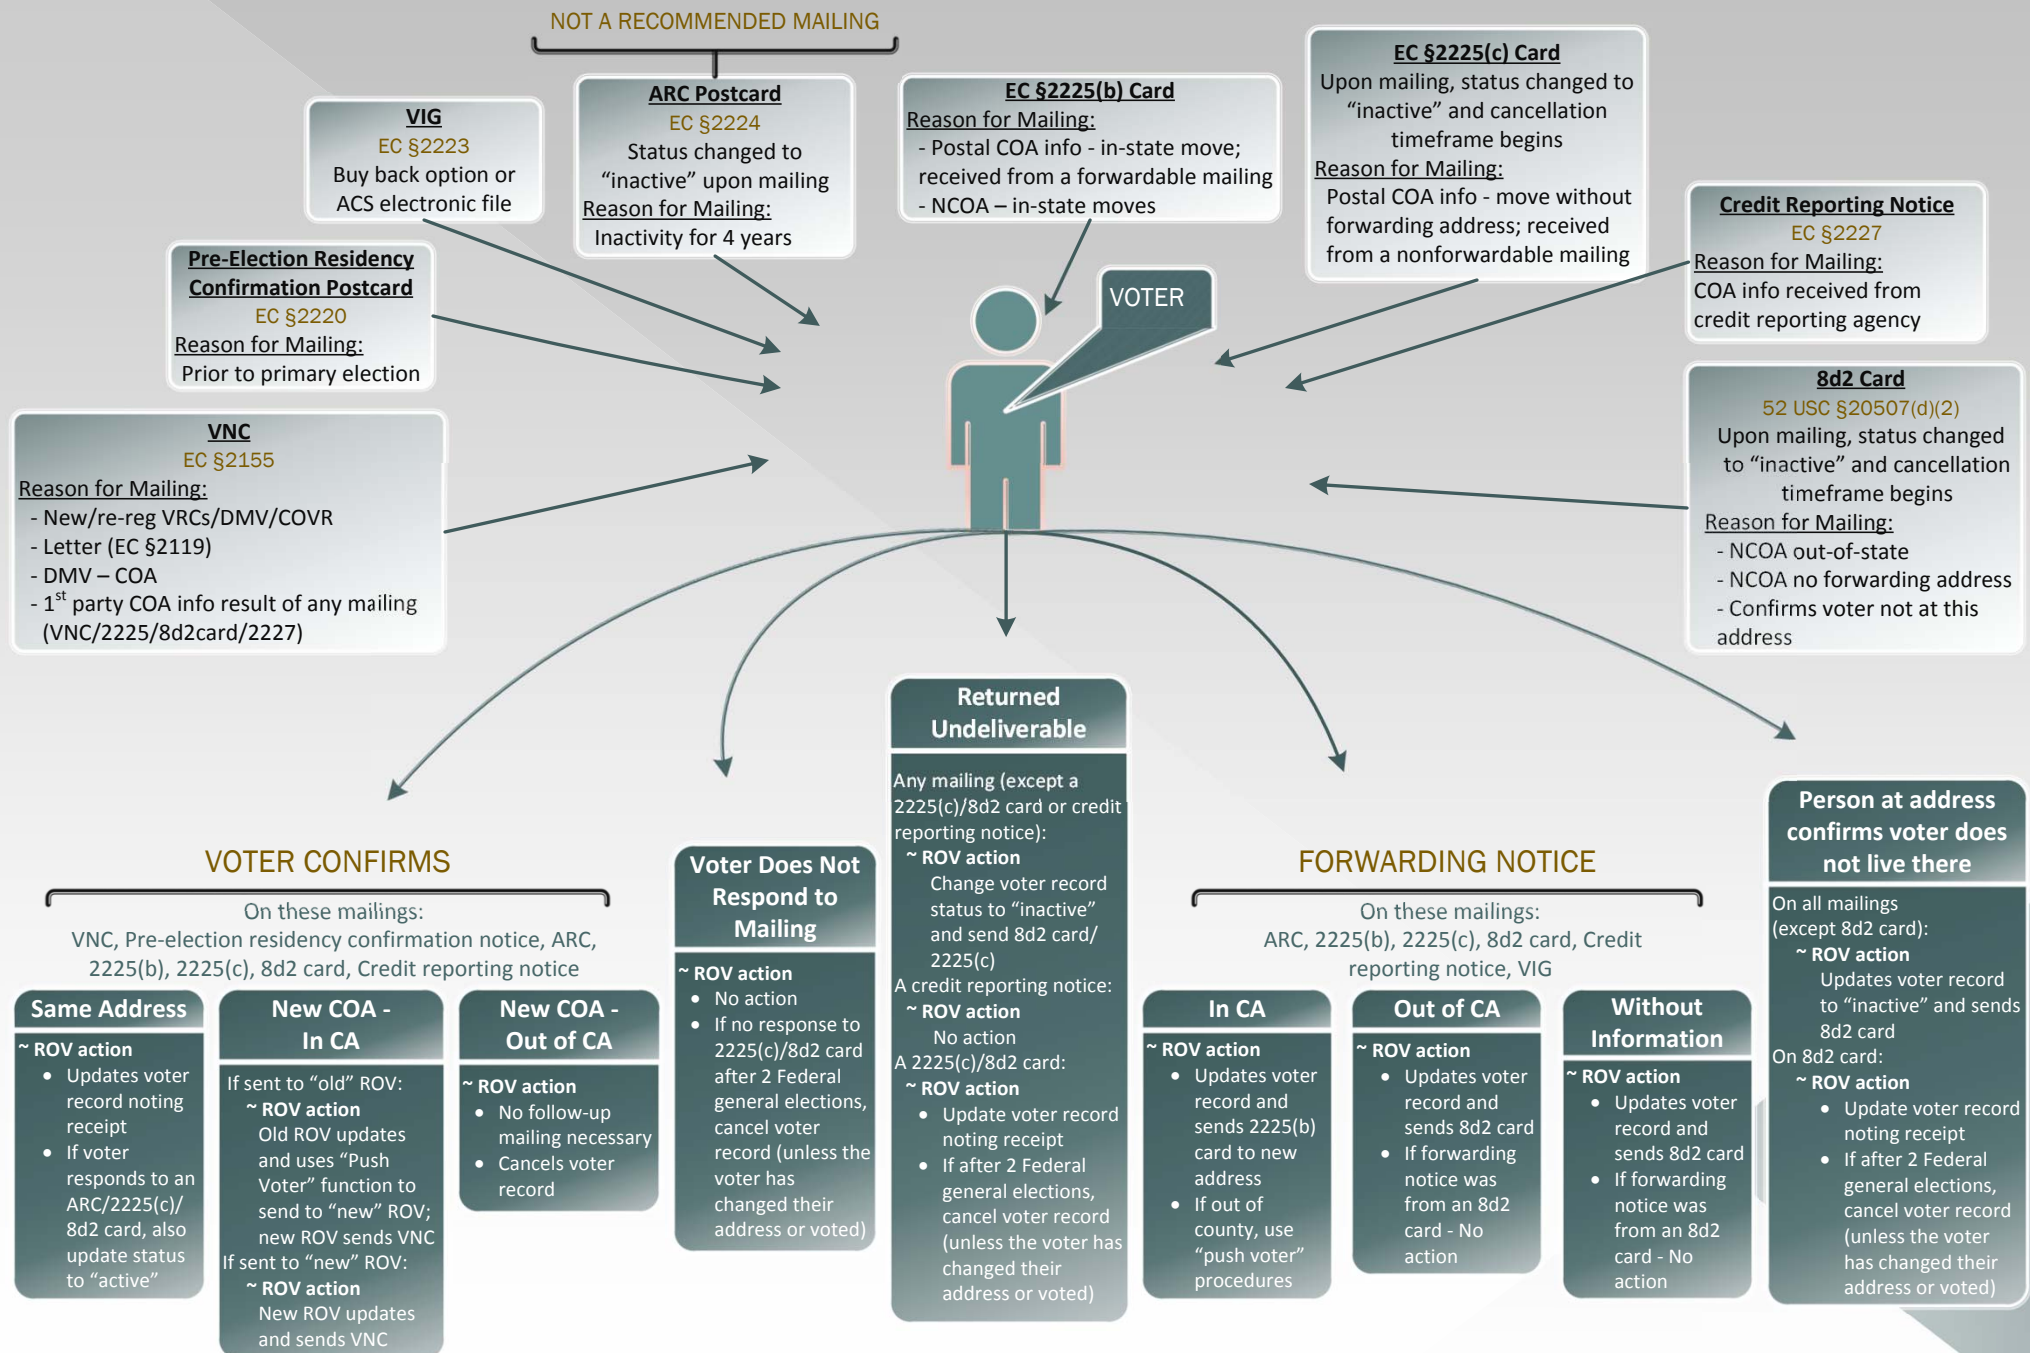 NOT A RECOMMENDED MAILING
VIG
EC §2223
Buy back option or
ACS electronic file
ARC Postcard
EC §2224
Status changed to
“inactive” upon mailing
Reason for Mailing:
Inactivity for 4 years
EC §2225(b) Card
Reason for Mailing:
- Postal COA info - in-state move;
received from a forwardable mailing
- NCOA – in-state moves
EC §2225(c) Card
Upon mailing, status changed to
“inactive” and cancellation
timeframe begins
Reason for Mailing:
Postal COA info - move without
forwarding address; received
from a nonforwardable mailing
Credit Reporting Notice
EC §2227
Reason for Mailing:
COA info received from
credit reporting agency
Pre-Election Residency
Confirmation Postcard
EC §2220
Reason for Mailing:
Prior to primary election
VOTER
8d2 Card
52 USC §20507(d)(2)
Upon mailing, status changed
to “inactive” and cancellation
timeframe begins
Reason for Mailing:
- NCOA out-of-state
- NCOA no forwarding address
- Confirms voter not at this
address
VNC
EC §2155
Reason for Mailing:
- New/re-reg VRCs/DMV/COVR
- Letter (EC §2119)
- DMV – COA
- 1st party COA info result of any mailing
(VNC/2225/8d2card/2227)
VOTER CONFIRMS
On these mailings:
VNC, Pre-election residency confirmation notice, ARC,
2225(b), 2225(c), 8d2 card, Credit reporting notice
Same Address
~ ROV action
• Updates voter
record noting
receipt
• If voter
responds to an
ARC/2225(c)/
8d2 card, also
update status
to “active”
New COA -
In CA
If sent to “old” ROV:
~ ROV action
Old ROV updates
and uses “Push
Voter” function to
send to “new” ROV;
new ROV sends VNC
If sent to “new” ROV:
~ ROV action
New ROV updates
and sends VNC
New COA -
Out of CA
~ ROV action
• No follow-up
mailing necessary
• Cancels voter
record
Voter Does Not
Respond to
Mailing
~ ROV action
• No action
• If no response to
2225(c)/8d2 card
after 2 Federal
general elections,
cancel voter
record (unless the
voter has
changed their
address or voted)
Returned
Undeliverable
Any mailing (except a
2225(c)/8d2 card or credit
reporting notice):
~ ROV action
Change voter record
status to “inactive”
and send 8d2 card/
2225(c)
A credit reporting notice:
~ ROV action
No action
A 2225(c)/8d2 card:
~ ROV action
• Update voter record
noting receipt
• If after 2 Federal
general elections,
cancel voter record
(unless the voter has
changed their
address or voted)
FORWARDING NOTICE
On these mailings:
ARC, 2225(b), 2225(c), 8d2 card, Credit
reporting notice, VIG
In CA
~ ROV action
• Updates voter
record and
sends 2225(b)
card to new
address
• If out of
county, use
“push voter”
procedures
Out of CA
~ ROV action
• Updates voter
record and
sends 8d2 card
• If forwarding
notice was
from an 8d2
card - No
action
Without
Information
~ ROV action
• Updates voter
record and
sends 8d2 card
• If forwarding
notice was
from an 8d2
card - No
action
Person at address
confirms voter does
not live there
On all mailings
(except 8d2 card):
~ ROV action
Updates voter record
to “inactive” and sends
8d2 card
On 8d2 card:
~ ROV action
• Update voter record
noting receipt
• If after 2 Federal
general elections,
cancel voter record
(unless the voter
has changed their
address or voted)